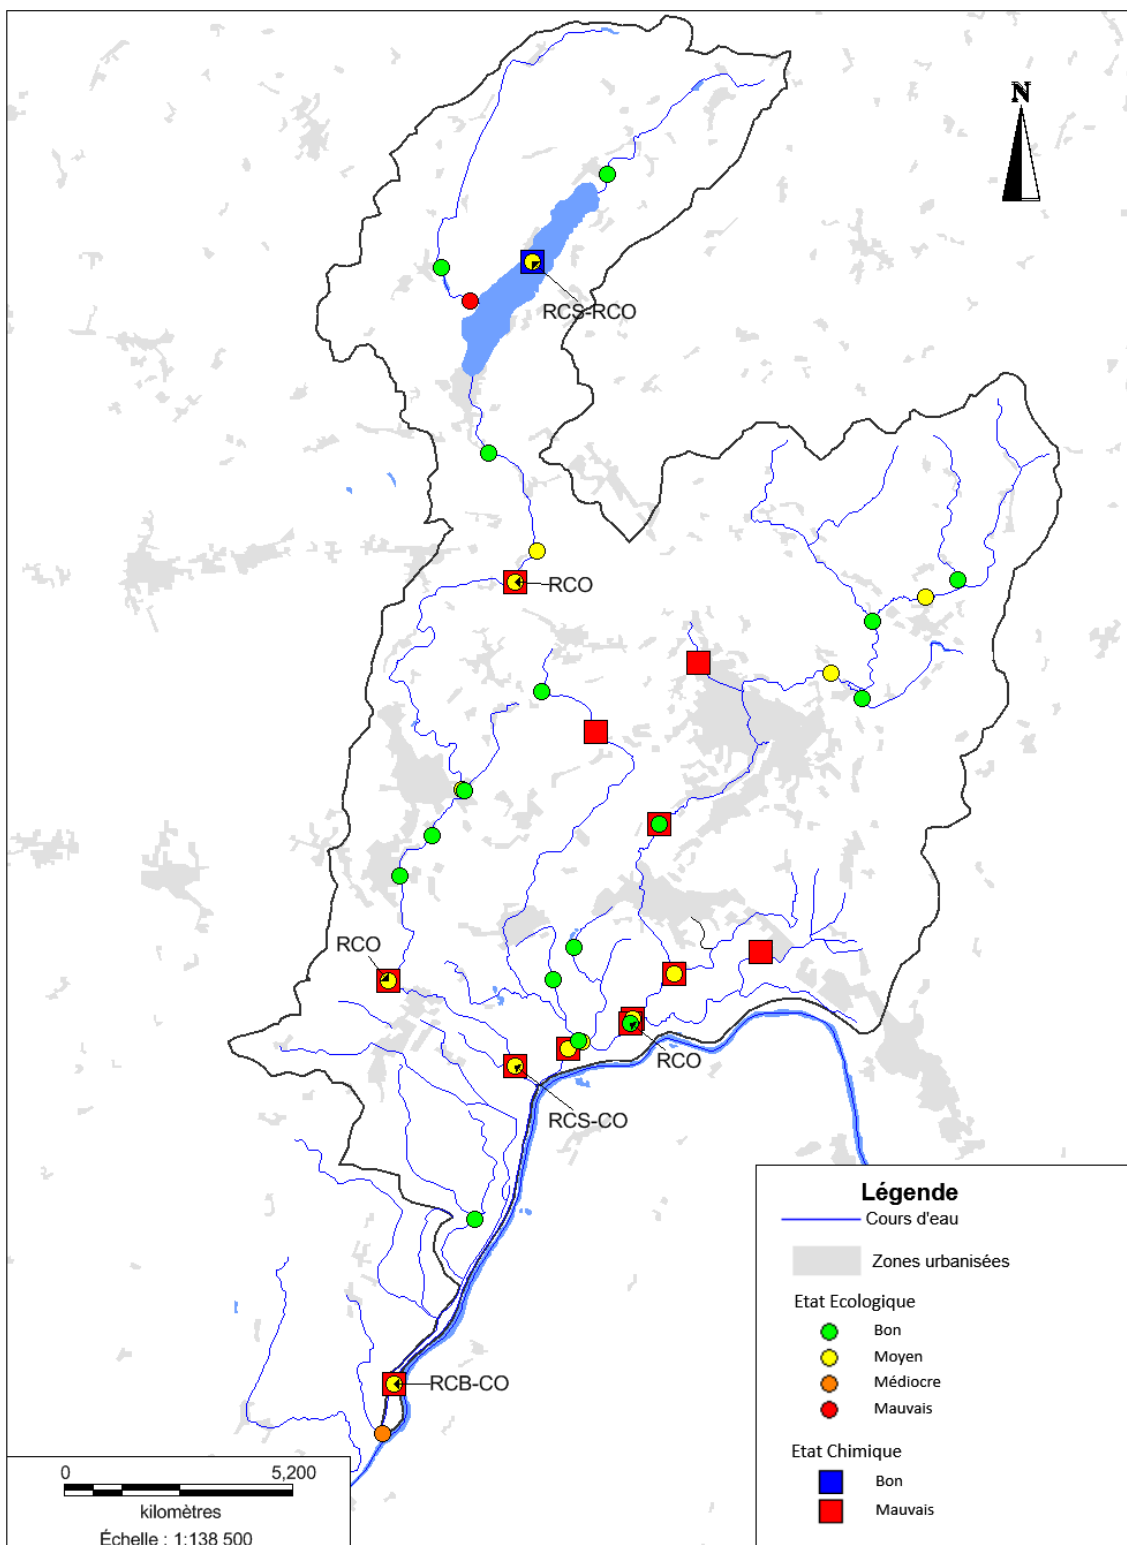 N
RCS-RCO
RCO
RCO
RCO
RCS-CO
RCB-CO
Légende
Cours d'eau
Zones urbanisées
Etat Ecologique
Bon
Moyen
Médiocre
Mauvais
Etat Chimique
Bon
Mauvais
0 5,200
kilomètres
Échelle : 1:138 500